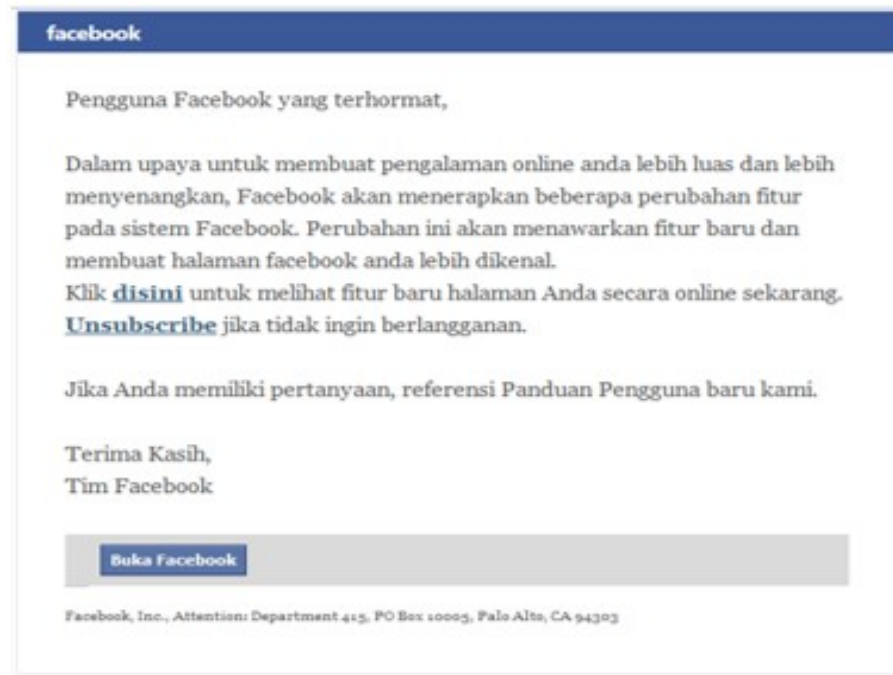 facebook
Pengguna Facebook yang terhormat,
Dalam upaya untuk membuat pengalaman online anda lebih luas dan lebih
menyenangkan, Facebook akan menerapkan beberapa perubahan fitur
pada sistem Facebook. Perubahan ini akan menawarkan fitur baru dan
membuat halaman facebook anda lebih dikenal.
Klik disini untuk melihat fitur baru halaman Anda secara online sekarang.
Unsubscribe jika tidak ingin berlangganan.
Jika Anda memiliki pertanyaan, referensi Panduan Pengguna baru kami.
Terima Kasih,
Tim Facebook
Buka Facebook
Facebook, Inc., Attention: Department 415, PO Box 10005, Palo Alto, CA 94303